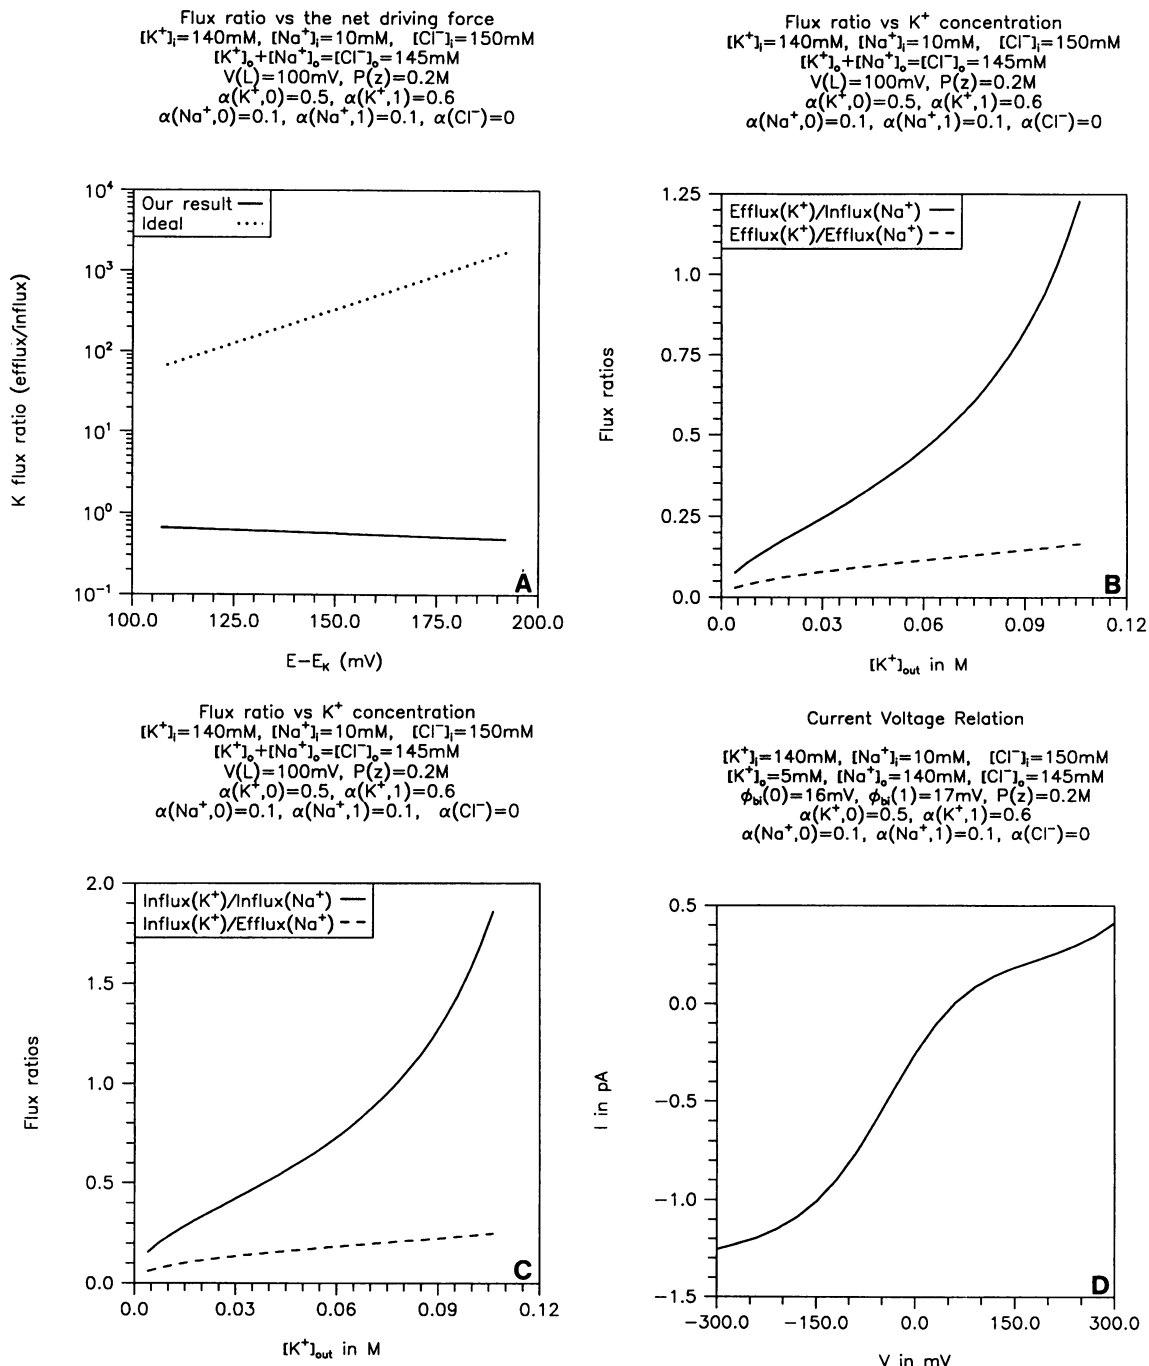 Flux ratio vs the net driving force
[K⁺]ᵢ=140mM, [Na⁺]ᵢ=10mM, [Cl⁻]ᵢ=150mM
[K⁺]ₒ+[Na⁺]ₒ=[Cl⁻]ₒ=145mM
V(L)=100mV, P(z)=0.2M
α(K⁺,0)=0.5, α(K⁺,1)=0.6
α(Na⁺,0)=0.1, α(Na⁺,1)=0.1, α(Cl⁻)=0
K flux ratio (efflux/influx)
10⁴
10³
10²
10¹
10⁰
10⁻¹
Our result
Ideal
A
100.0 125.0 150.0 175.0 200.0
E−E_K (mV)
Flux ratio vs K⁺ concentration
[K⁺]ᵢ=140mM, [Na⁺]ᵢ=10mM, [Cl⁻]ᵢ=150mM
[K⁺]ₒ+[Na⁺]ₒ=[Cl⁻]ₒ=145mM
V(L)=100mV, P(z)=0.2M
α(K⁺,0)=0.5, α(K⁺,1)=0.6
α(Na⁺,0)=0.1, α(Na⁺,1)=0.1, α(Cl⁻)=0
Flux ratios
1.25
1.0
0.75
0.5
0.25
0.0
Efflux(K⁺)/Influx(Na⁺)
Efflux(K⁺)/Efflux(Na⁺)
B
0.0 0.03 0.06 0.09 0.12
[K⁺]out in M
Flux ratio vs K⁺ concentration
[K⁺]ᵢ=140mM, [Na⁺]ᵢ=10mM, [Cl⁻]ᵢ=150mM
[K⁺]ₒ+[Na⁺]ₒ=[Cl⁻]ₒ=145mM
V(L)=100mV, P(z)=0.2M
α(K⁺,0)=0.5, α(K⁺,1)=0.6
α(Na⁺,0)=0.1, α(Na⁺,1)=0.1, α(Cl⁻)=0
Flux ratios
2.0
1.5
1.0
0.5
0.0
Influx(K⁺)/Influx(Na⁺)
Influx(K⁺)/Efflux(Na⁺)
C
0.0 0.03 0.06 0.09 0.12
[K⁺]out in M
Current Voltage Relation
[K⁺]ᵢ=140mM, [Na⁺]ᵢ=10mM, [Cl⁻]ᵢ=150mM
[K⁺]ₒ=5mM, [Na⁺]ₒ=140mM, [Cl⁻]ₒ=145mM
ϕbi(0)=16mV, ϕbi(1)=17mV, P(z)=0.2M
α(K⁺,0)=0.5, α(K⁺,1)=0.6
α(Na⁺,0)=0.1, α(Na⁺,1)=0.1, α(Cl⁻)=0
I in pA
0.5
0.0
−0.5
−1.0
−1.5
D
−300.0 −150.0 0.0 150.0 300.0
V in mV